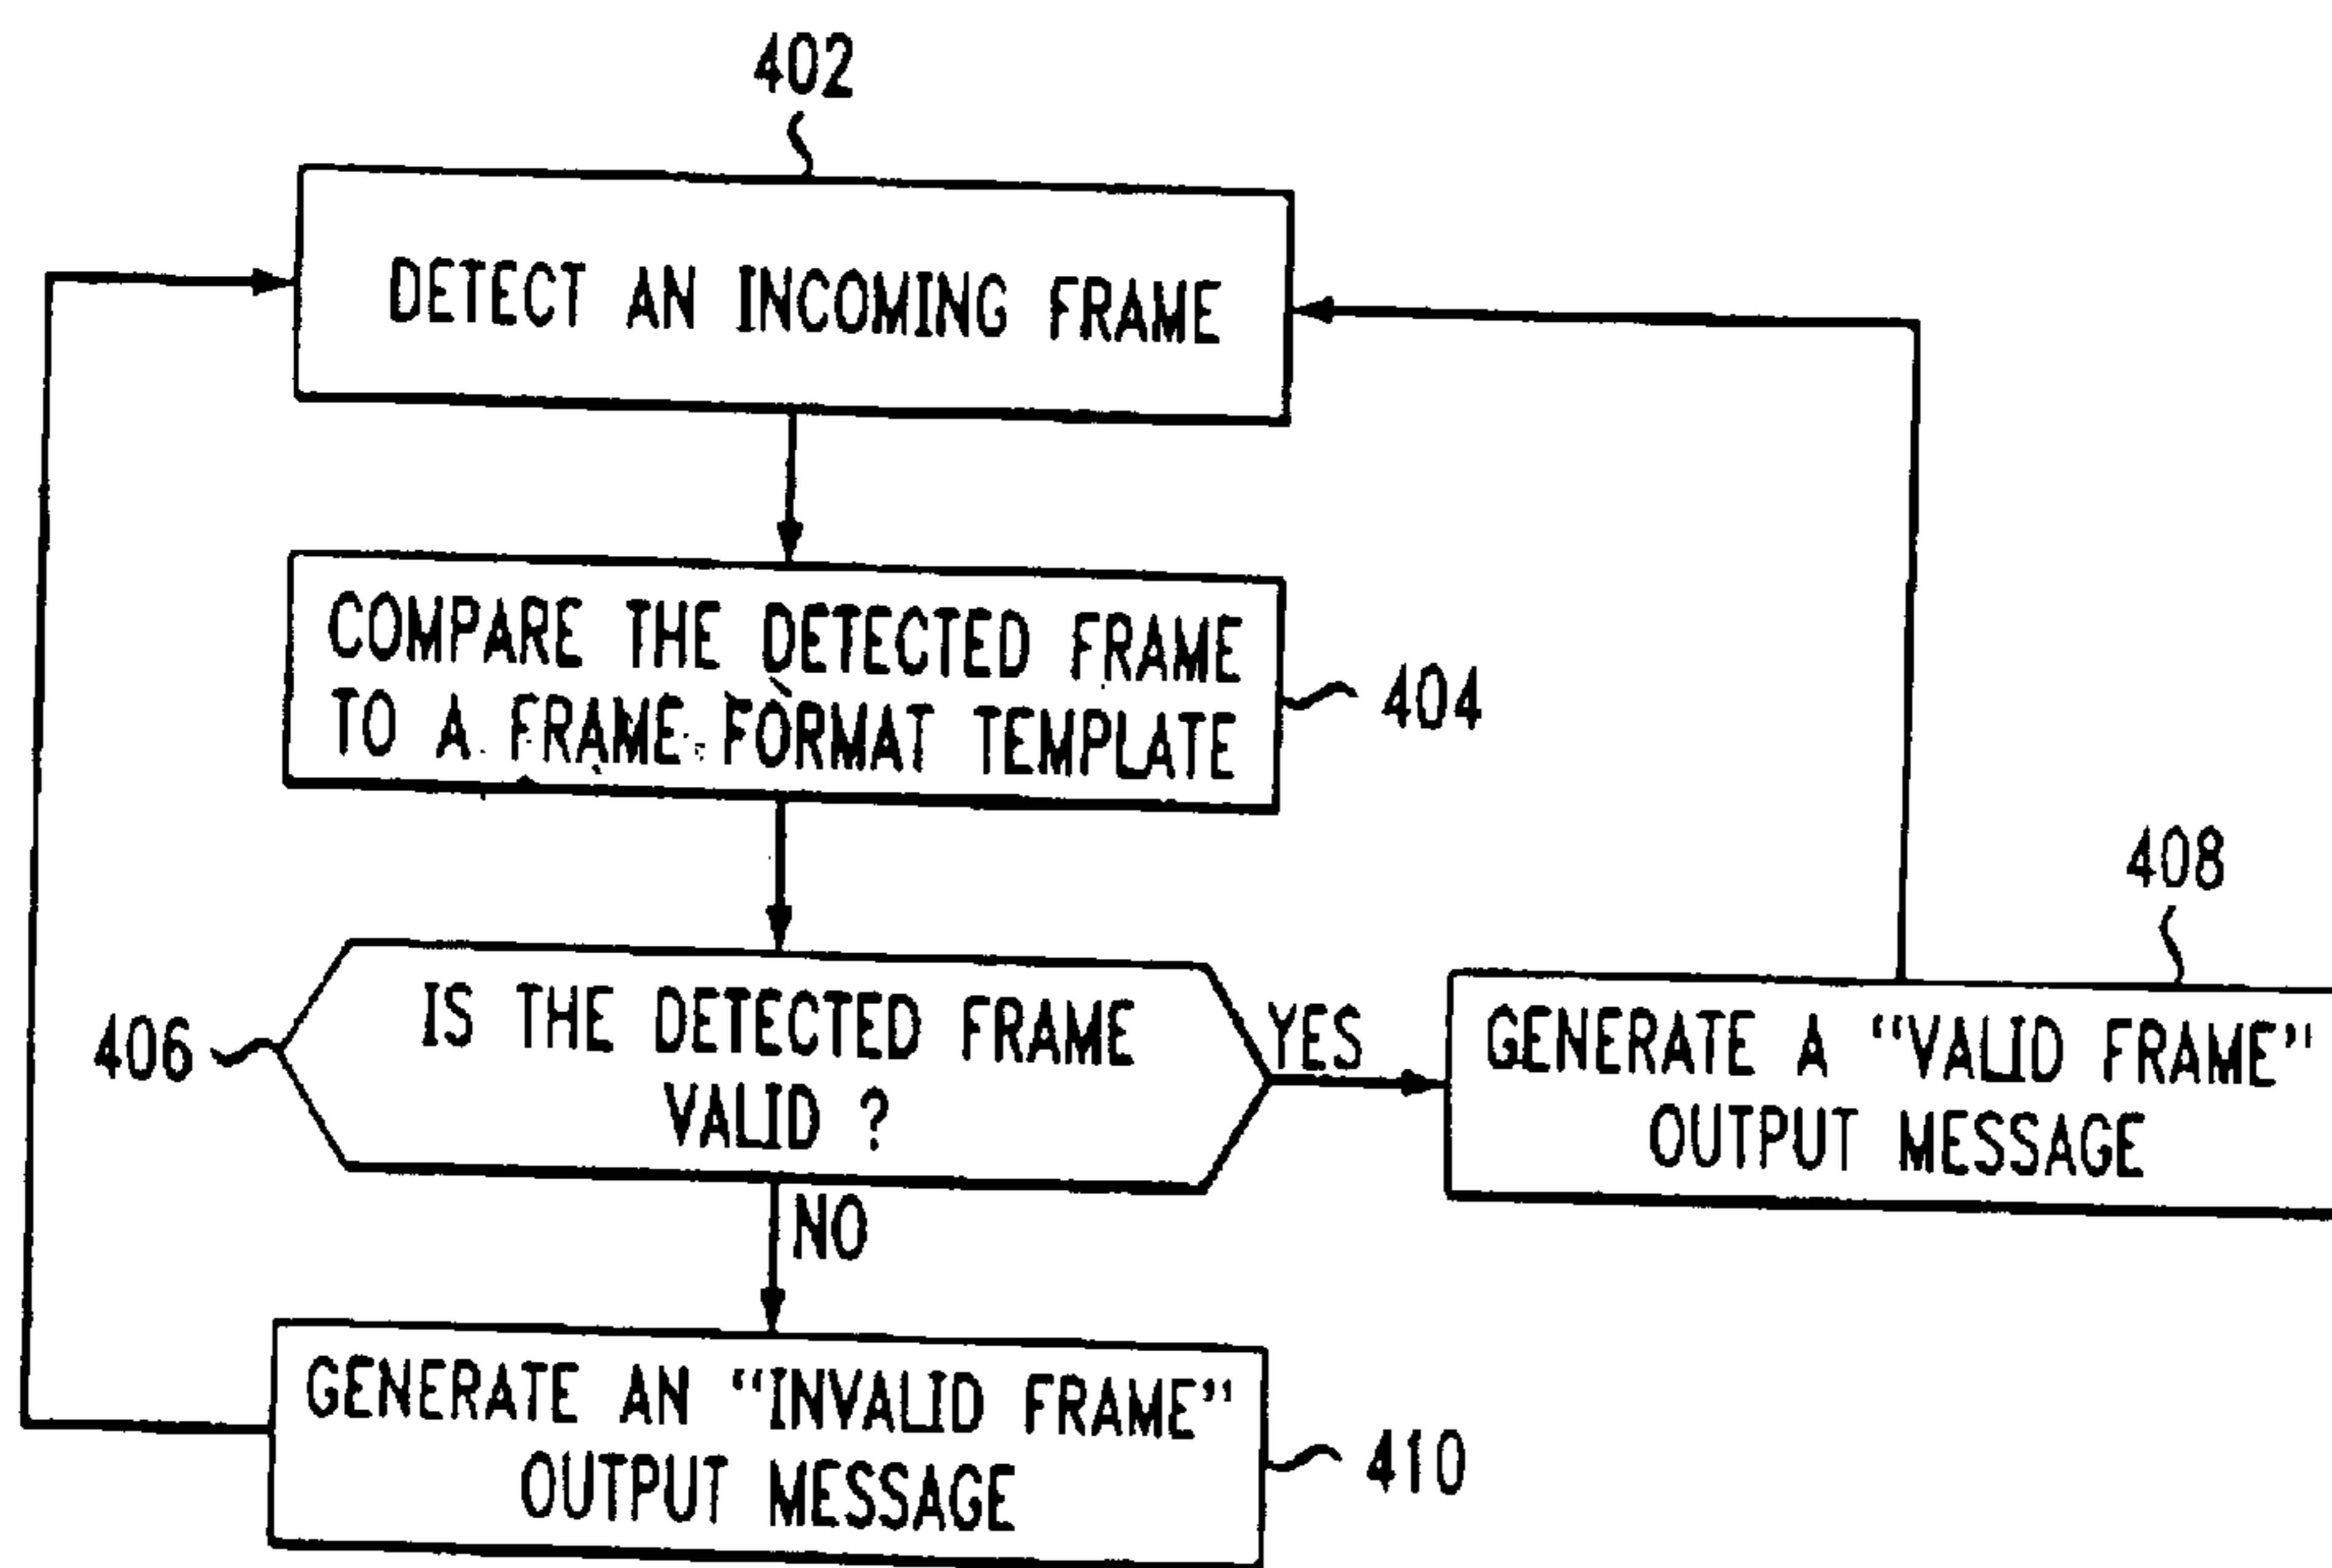 402
DETECT AN INCOMING FRAME
COMPARE THE DETECTED FRAME
TO A FRAME FORMAT TEMPLATE
404
408
406
IS THE DETECTED FRAME
VALID ?
YES
GENERATE A "VALID FRAME"
OUTPUT MESSAGE
NO
GENERATE AN "INVALID FRAME"
OUTPUT MESSAGE
410